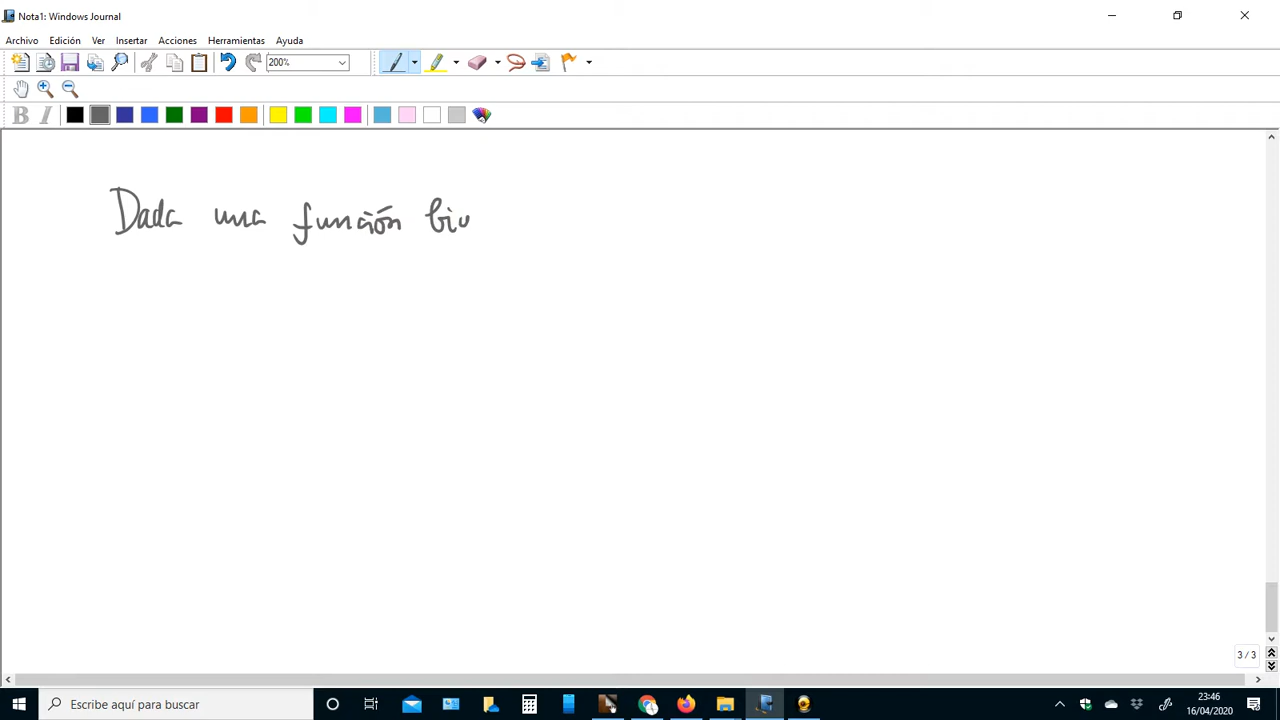 Nota1: Windows Journal
Archivo Edición Ver Insertar Acciones Herramientas Ayuda
200%
B I
Dada una función biv
3 / 3
Escribe aquí para buscar
23:46
16/04/2020